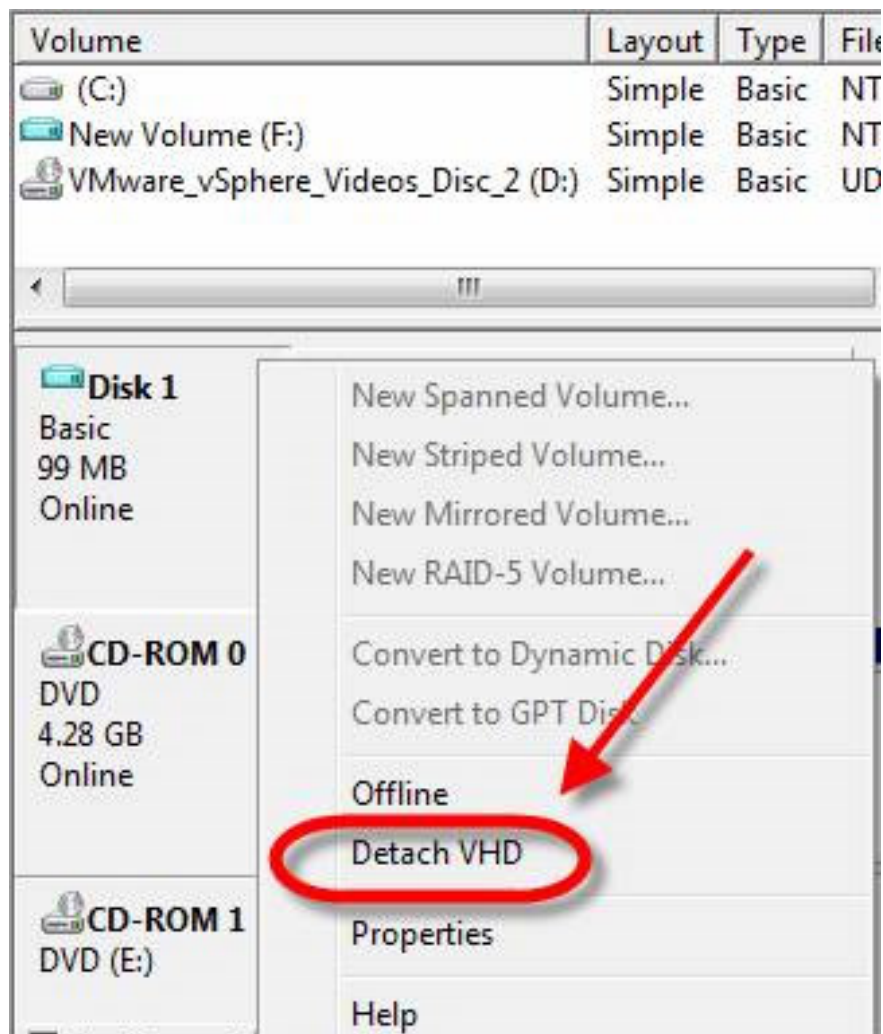 Volume Layout Type File
(C:) Simple Basic NT
New Volume (F:) Simple Basic NT
VMware_vSphere_Videos_Disc_2 (D:) Simple Basic UD
Disk 1
Basic
99 MB
Online
New Spanned Volume...
New Striped Volume...
New Mirrored Volume...
New RAID-5 Volume...
Convert to Dynamic Disk...
Convert to GPT Disk
Offline
Detach VHD
Properties
Help
CD-ROM 0
DVD
4.28 GB
Online
CD-ROM 1
DVD (E:)